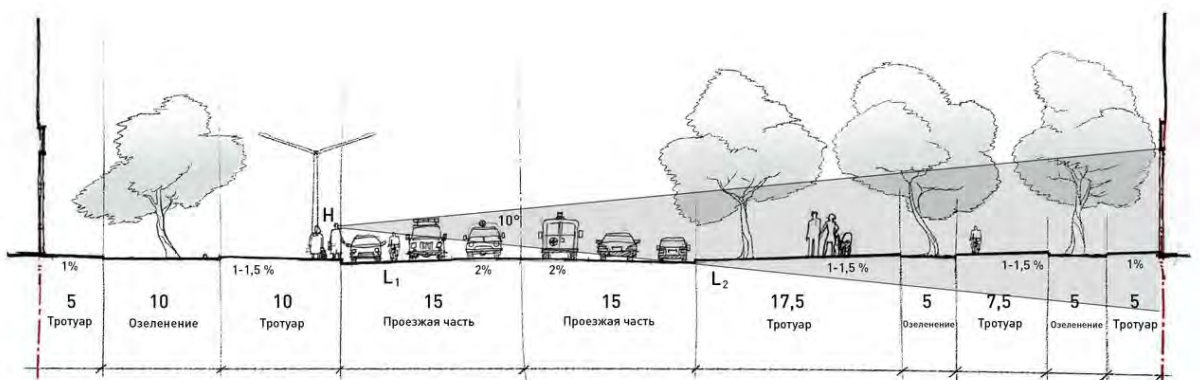 H
10°
1%
1-1,5 %
L1
2%
2%
L2
1-1,5 %
1-1,5 %
1%
5
10
10
15
15
17,5
5
7,5
5
5
Тротуар
Озеленение
Тротуар
Проезжая часть
Проезжая часть
Тротуар
Озеленение
Тротуар
Озеленение
Тротуар